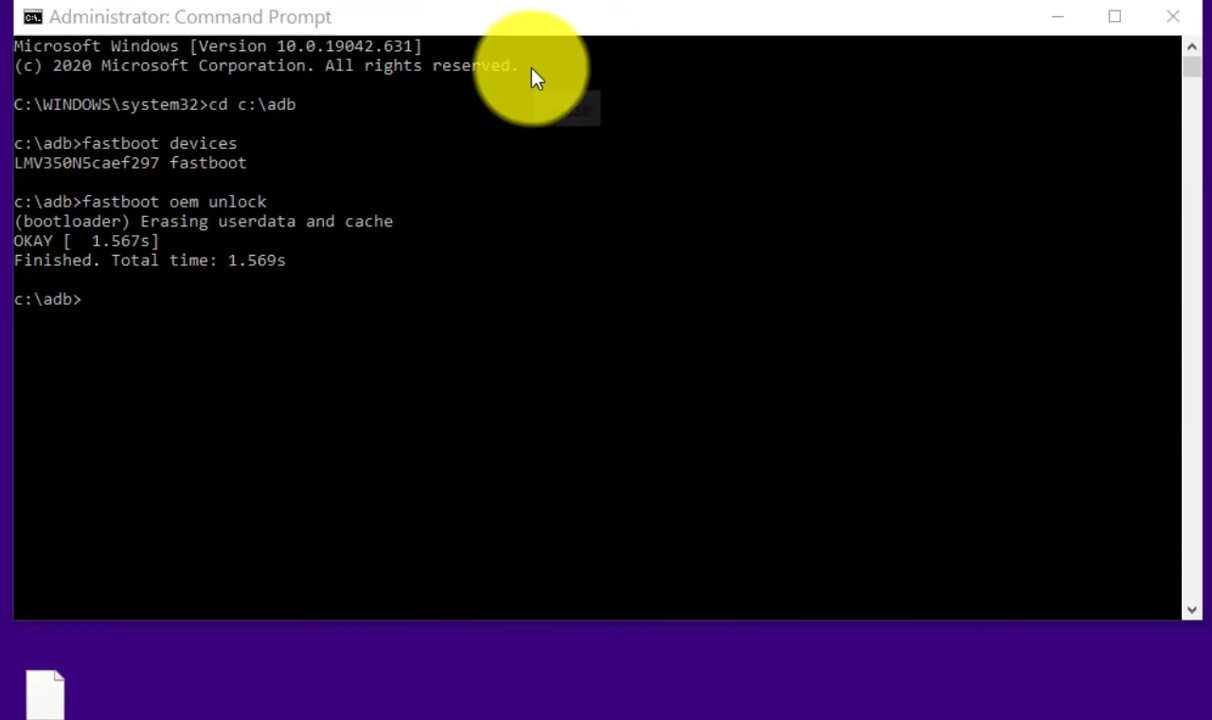 Administrator: Command Prompt
Microsoft Windows [Version 10.0.19042.631]
(c) 2020 Microsoft Corporation. All rights reserved.
C:\WINDOWS\system32>cd c:\adb
c:\adb>fastboot devices
LMV350N5caef297 fastboot
c:\adb>fastboot oem unlock
(bootloader) Erasing userdata and cache
OKAY [  1.567s]
Finished. Total time: 1.569s
c:\adb>